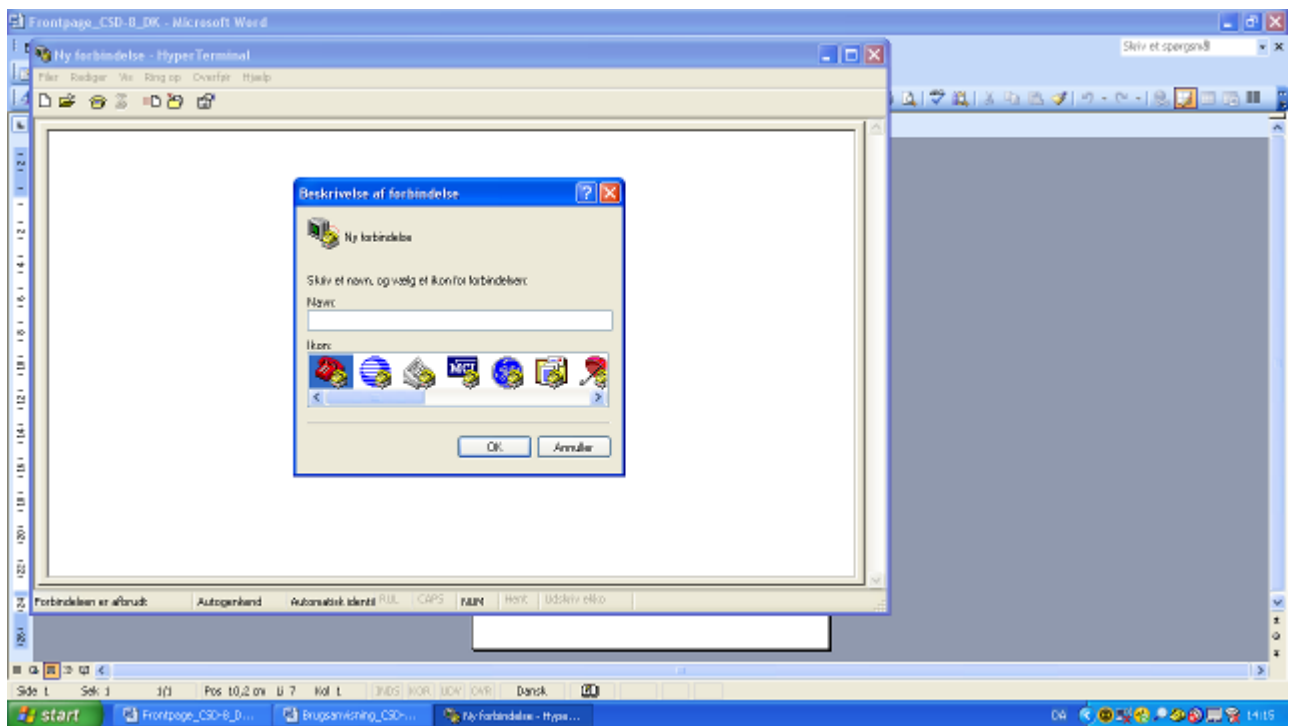 Frontpage_CSD-8_DK - Microsoft Word
Skriv et spørgsmål
Ny forbindelse - HyperTerminal
Filer Rediger Vis Ring op Overfør Hjælp
Beskrivelse af forbindelse
Ny forbindelse
Skriv et navn, og vælg et ikon for forbindelsen:
Navn:
Ikon:
MCI
OK Annuller
Forbindelsen er afbrudt Autogenkend Automatisk identi RUL CAPS NUM Hent Udskriv ekko
Side 1 Sek 1 1/1 Pos 10,2 cm Li 7 Kol 1 INDS KOR UDV OVR Dansk
start Frontpage_CSD-8_D... Brugsanvisning_CSD-... Ny forbindelse - Hype... DA 14:15